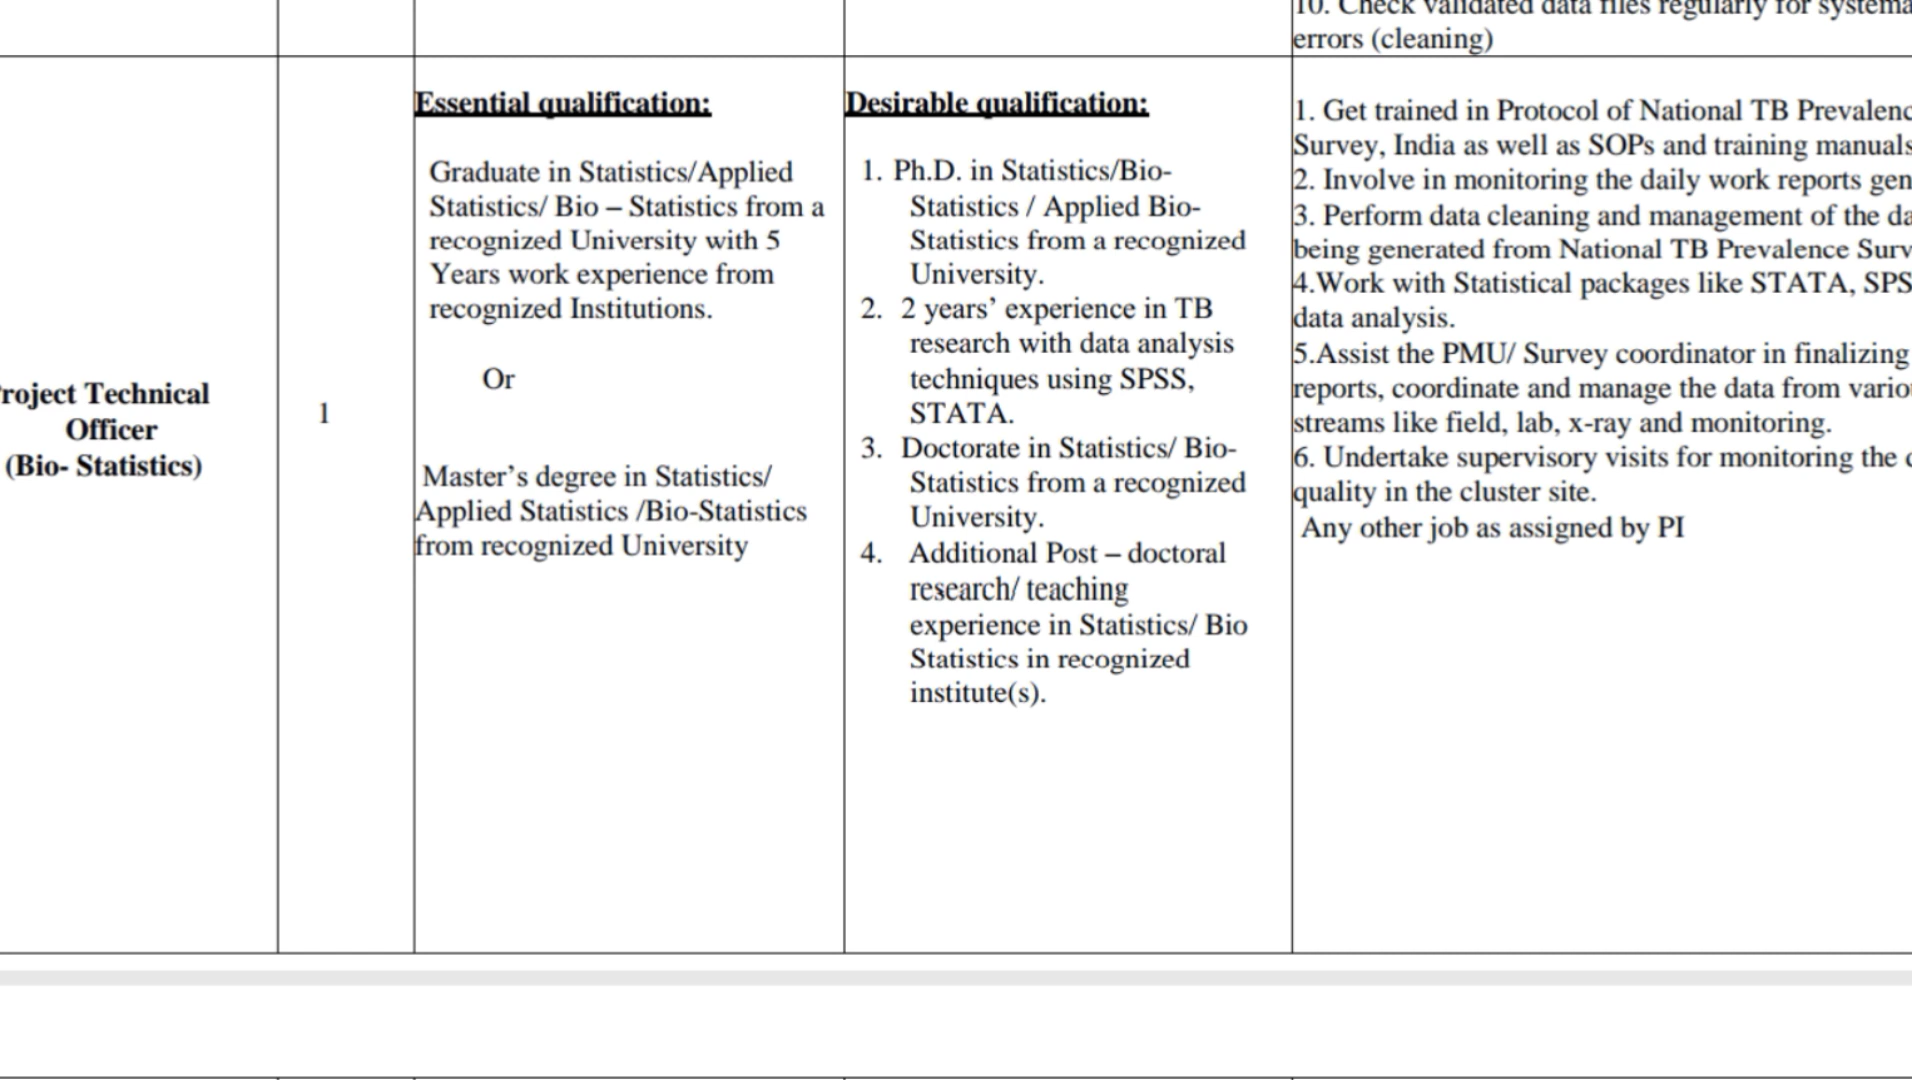 10. Check validated data files regularly for
errors (cleaning)
Project Technical
Officer
(Bio- Statistics)
1
Essential qualification:
Graduate in Statistics/Applied
Statistics/ Bio – Statistics from a
recognized University with 5
Years work experience from
recognized Institutions.
Or
Master’s degree in Statistics/
Applied Statistics /Bio-Statistics
from recognized University
Desirable qualification:
1. Ph.D. in Statistics/Bio-
Statistics / Applied Bio-
Statistics from a recognized
University.
2. 2 years’ experience in TB
research with data analysis
techniques using SPSS,
STATA.
3. Doctorate in Statistics/ Bio-
Statistics from a recognized
University.
4. Additional Post – doctoral
research/ teaching
experience in Statistics/ Bio
Statistics in recognized
institute(s).
1. Get trained in Protocol of National TB
Survey, India as well as SOPs and training manuals
2. Involve in monitoring the daily work reports
3. Perform data cleaning and management of the
being generated from National TB Prevalence
4.Work with Statistical packages like STATA,
data analysis.
5.Assist the PMU/ Survey coordinator in finalizing
reports, coordinate and manage the data from
streams like field, lab, x-ray and monitoring.
6. Undertake supervisory visits for monitoring the
quality in the cluster site.
Any other job as assigned by PI